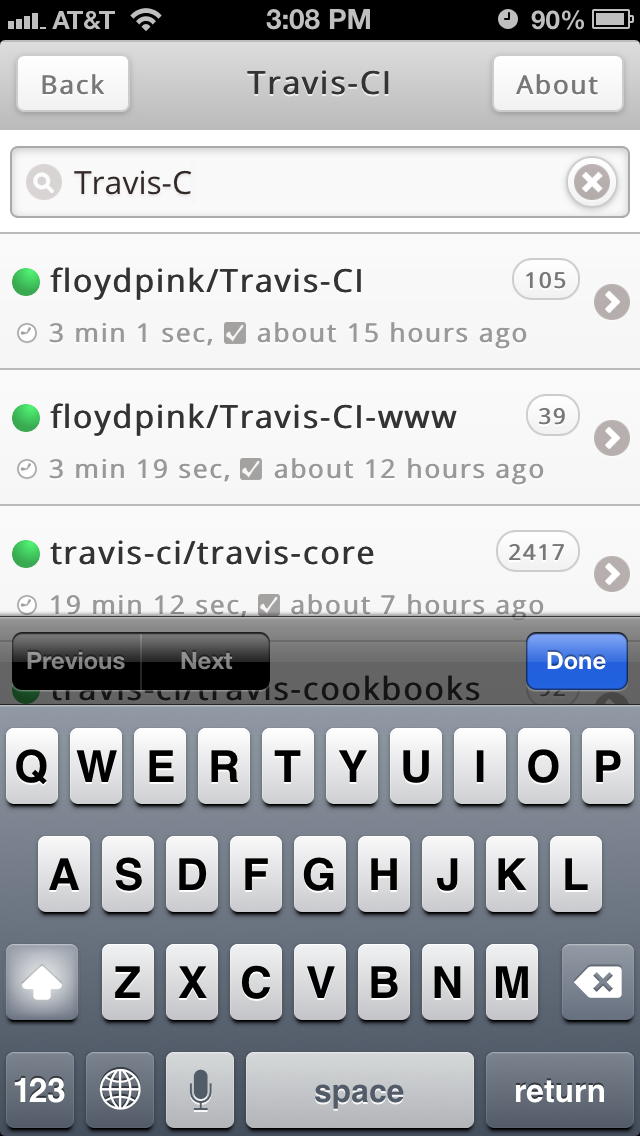 AT&T 3:08 PM 90%
Back Travis-CI About
Travis-C
floydpink/Travis-CI 105
3 min 1 sec, about 15 hours ago
floydpink/Travis-CI-www 39
3 min 19 sec, about 12 hours ago
travis-ci/travis-core 2417
19 min 12 sec, about 7 hours ago
Previous Next Done
travis-ci/travis-cookbooks 92
Q W E R T Y U I O P
A S D F G H J K L
Z X C V B N M
123 space return